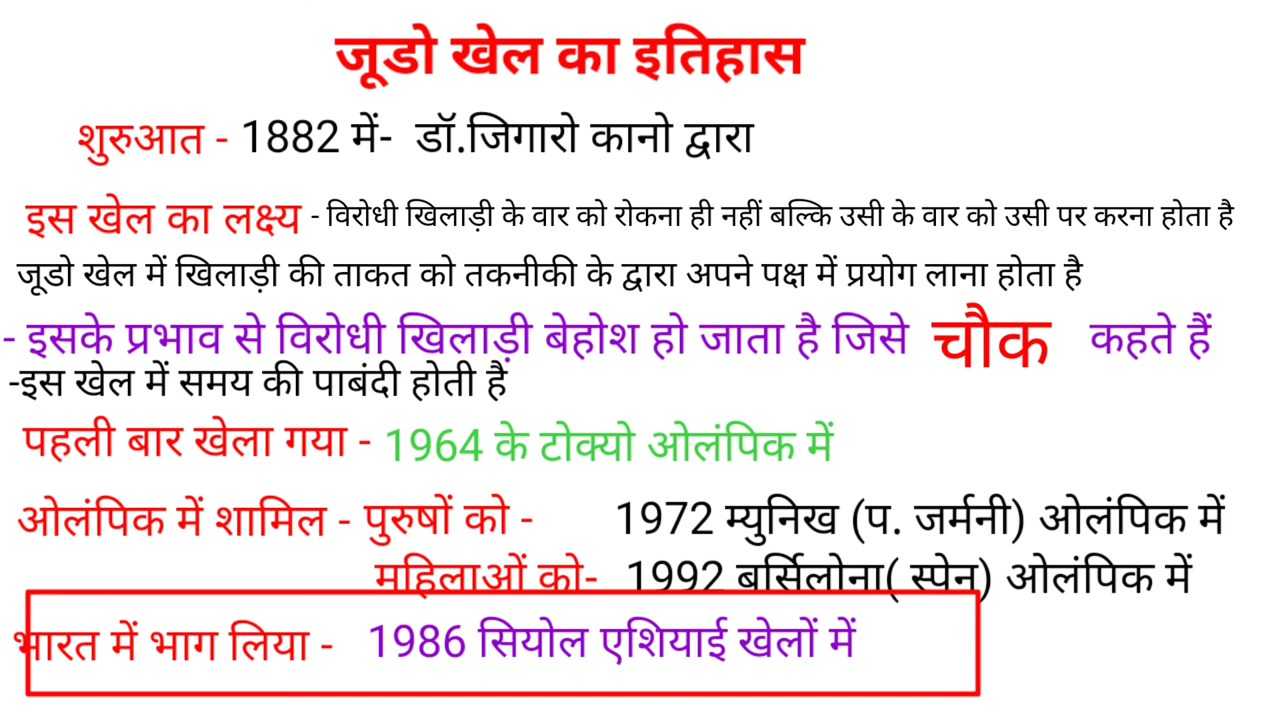 जूडो खेल का इतिहास
शुरुआत - 1882 में- डॉ.जिगारो कानो द्वारा
इस खेल का लक्ष्य - विरोधी खिलाड़ी के वार को रोकना ही नहीं बल्कि उसी के वार को उसी पर करना होता है
जूडो खेल में खिलाड़ी की ताकत को तकनीकी के द्वारा अपने पक्ष में प्रयोग लाना होता है
- इसके प्रभाव से विरोधी खिलाड़ी बेहोश हो जाता है जिसे चौक कहते हैं
-इस खेल में समय की पाबंदी होती हैं
पहली बार खेला गया - 1964 के टोक्यो ओलंपिक में
ओलंपिक में शामिल - पुरुषों को - 1972 म्युनिख (प. जर्मनी) ओलंपिक में
महिलाओं को- 1992 बर्सिलोना( स्पेन) ओलंपिक में
भारत में भाग लिया - 1986 सियोल एशियाई खेलों में